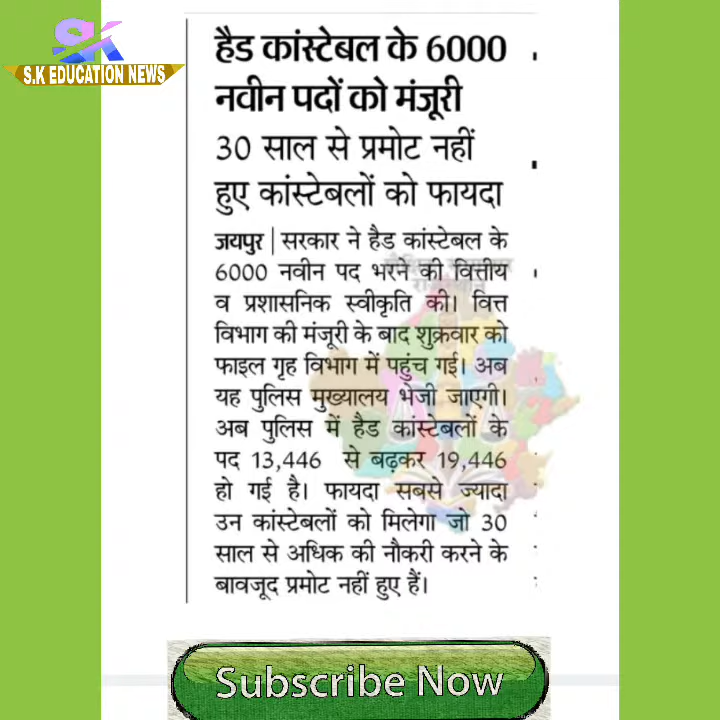 SK
S.K EDUCATION NEWS
हैड कांस्टेबल के 6000
नवीन पदों को मंजूरी
30 साल से प्रमोट नहीं
हुए कांस्टेबलों को फायदा
जयपुर | सरकार ने हैड कांस्टेबल के
6000 नवीन पद भरने की वित्तीय
व प्रशासनिक स्वीकृति की। वित्त
विभाग की मंजूरी के बाद शुक्रवार को
फाइल गृह विभाग में पहुंच गई। अब
यह पुलिस मुख्यालय भेजी जाएगी।
अब पुलिस में हैड कांस्टेबलों के
पद 13,446 से बढ़कर 19,446
हो गई है। फायदा सबसे ज्यादा
उन कांस्टेबलों को मिलेगा जो 30
साल से अधिक की नौकरी करने के
बावजूद प्रमोट नहीं हुए हैं।
Subscribe Now